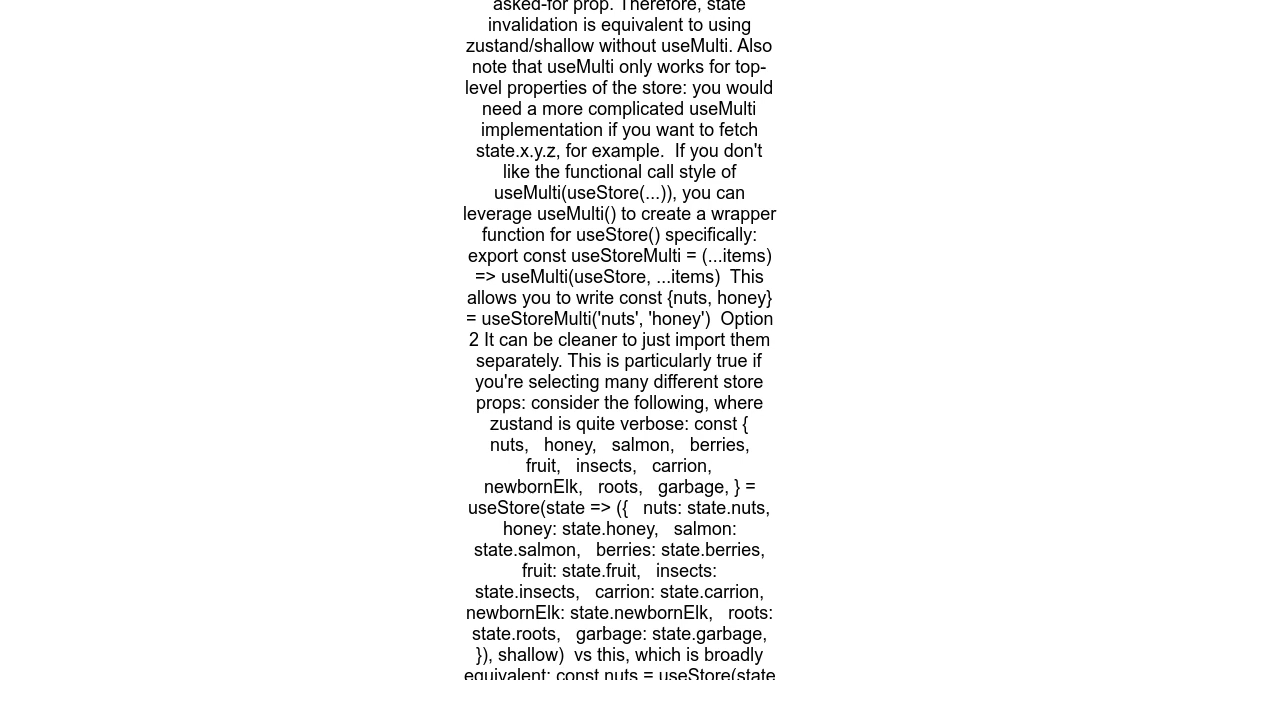 asked-for prop. Therefore, state
invalidation is equivalent to using
zustand/shallow without useMulti. Also
note that useMulti only works for top-
level properties of the store: you would
need a more complicated useMulti
implementation if you want to fetch
state.x.y.z, for example.  If you don't
like the functional call style of
useMulti(useStore(...)), you can
leverage useMulti() to create a wrapper
function for useStore() specifically:
export const useStoreMulti = (...items)
=> useMulti(useStore, ...items)  This
allows you to write const {nuts, honey}
= useStoreMulti('nuts', 'honey')  Option
2 It can be cleaner to just import them
separately. This is particularly true if
you're selecting many different store
props: consider the following, where
zustand is quite verbose: const {
nuts,   honey,   salmon,   berries,
fruit,   insects,   carrion,
newbornElk,   roots,   garbage, } =
useStore(state => ({   nuts: state.nuts,
honey: state.honey,   salmon:
state.salmon,   berries: state.berries,
fruit: state.fruit,   insects:
state.insects,   carrion: state.carrion,
newbornElk: state.newbornElk,   roots:
state.roots,   garbage: state.garbage,
}), shallow)  vs this, which is broadly
equivalent: const nuts = useStore(state